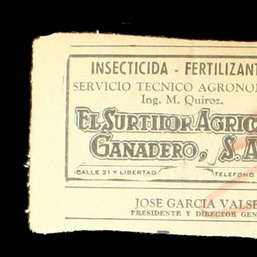 INSECTICIDA - FERTILIZANT
SERVICIO TECNICO AGRONO
Ing. M. Quiroz.
EL SURTIDOR AGRIC
GANADERO, S. A
CALLE 21 Y LIBERTAD TELEFONO
JOSE GARCIA VALSE
PRESIDENTE Y DIRECTOR GEN